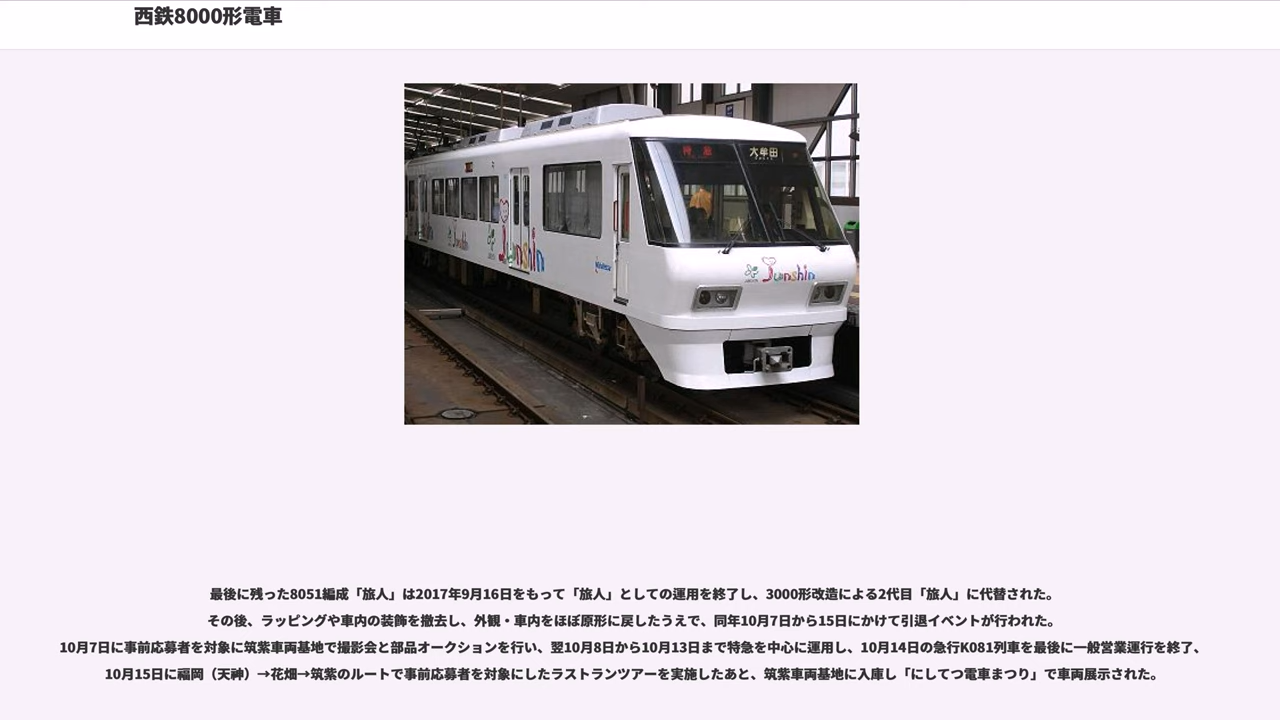 西鉄8000形電車
特急 大牟田
Junshin
Junshin
最後に残った8051編成「旅人」は2017年9月16日をもって「旅人」としての運用を終了し、3000形改造による2代目「旅人」に代替された。
その後、ラッピングや車内の装飾を撤去し、外観・車内をほぼ原形に戻したうえで、同年10月7日から15日にかけて引退イベントが行われた。
10月7日に事前応募者を対象に筑紫車両基地で撮影会と部品オークションを行い、翌10月8日から10月13日まで特急を中心に運用し、10月14日の急行K081列車を最後に一般営業運行を終了、
10月15日に福岡（天神）→花畑→筑紫のルートで事前応募者を対象にしたラストランツアーを実施したあと、筑紫車両基地に入庫し「にしてつ電車まつり」で車両展示された。